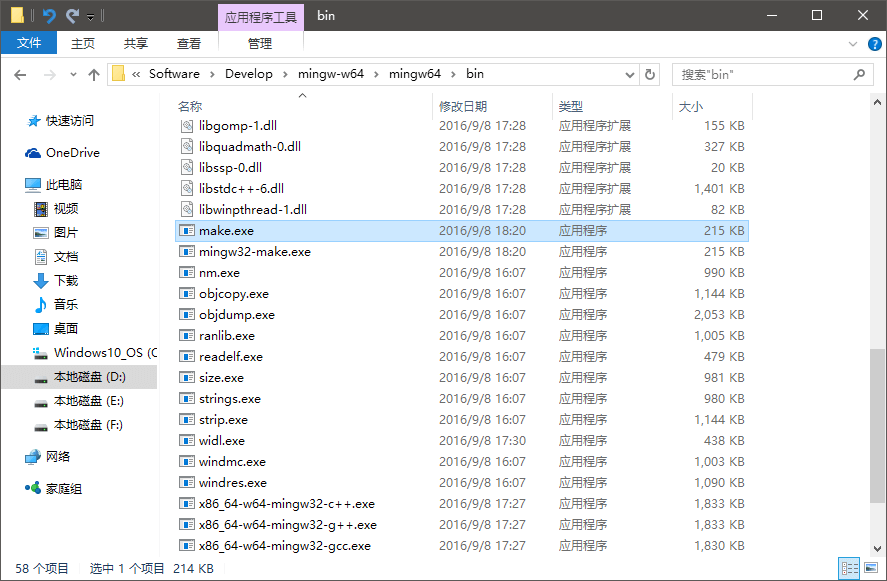 应用程序工具 bin
文件 主页 共享 查看 管理
« Software › Develop › mingw-w64 › mingw64 › bin 搜索"bin"
名称 修改日期 类型 大小
快速访问
OneDrive
此电脑
视频
图片
文档
下载
音乐
桌面
Windows10_OS (C
本地磁盘 (D:)
本地磁盘 (E:)
本地磁盘 (F:)
网络
家庭组
libgomp-1.dll 2016/9/8 17:28 应用程序扩展 155 KB
libquadmath-0.dll 2016/9/8 17:28 应用程序扩展 327 KB
libssp-0.dll 2016/9/8 17:28 应用程序扩展 20 KB
libstdc++-6.dll 2016/9/8 17:28 应用程序扩展 1,401 KB
libwinpthread-1.dll 2016/9/8 17:28 应用程序扩展 82 KB
make.exe 2016/9/8 18:20 应用程序 215 KB
mingw32-make.exe 2016/9/8 18:20 应用程序 215 KB
nm.exe 2016/9/8 16:07 应用程序 990 KB
objcopy.exe 2016/9/8 16:07 应用程序 1,144 KB
objdump.exe 2016/9/8 16:07 应用程序 2,053 KB
ranlib.exe 2016/9/8 16:07 应用程序 1,005 KB
readelf.exe 2016/9/8 16:07 应用程序 479 KB
size.exe 2016/9/8 16:07 应用程序 981 KB
strings.exe 2016/9/8 16:07 应用程序 980 KB
strip.exe 2016/9/8 16:07 应用程序 1,144 KB
widl.exe 2016/9/8 17:30 应用程序 438 KB
windmc.exe 2016/9/8 16:07 应用程序 1,003 KB
windres.exe 2016/9/8 16:07 应用程序 1,090 KB
x86_64-w64-mingw32-c++.exe 2016/9/8 17:27 应用程序 1,833 KB
x86_64-w64-mingw32-g++.exe 2016/9/8 17:27 应用程序 1,833 KB
x86_64-w64-mingw32-gcc.exe 2016/9/8 17:27 应用程序 1,830 KB
58 个项目 选中 1 个项目 214 KB